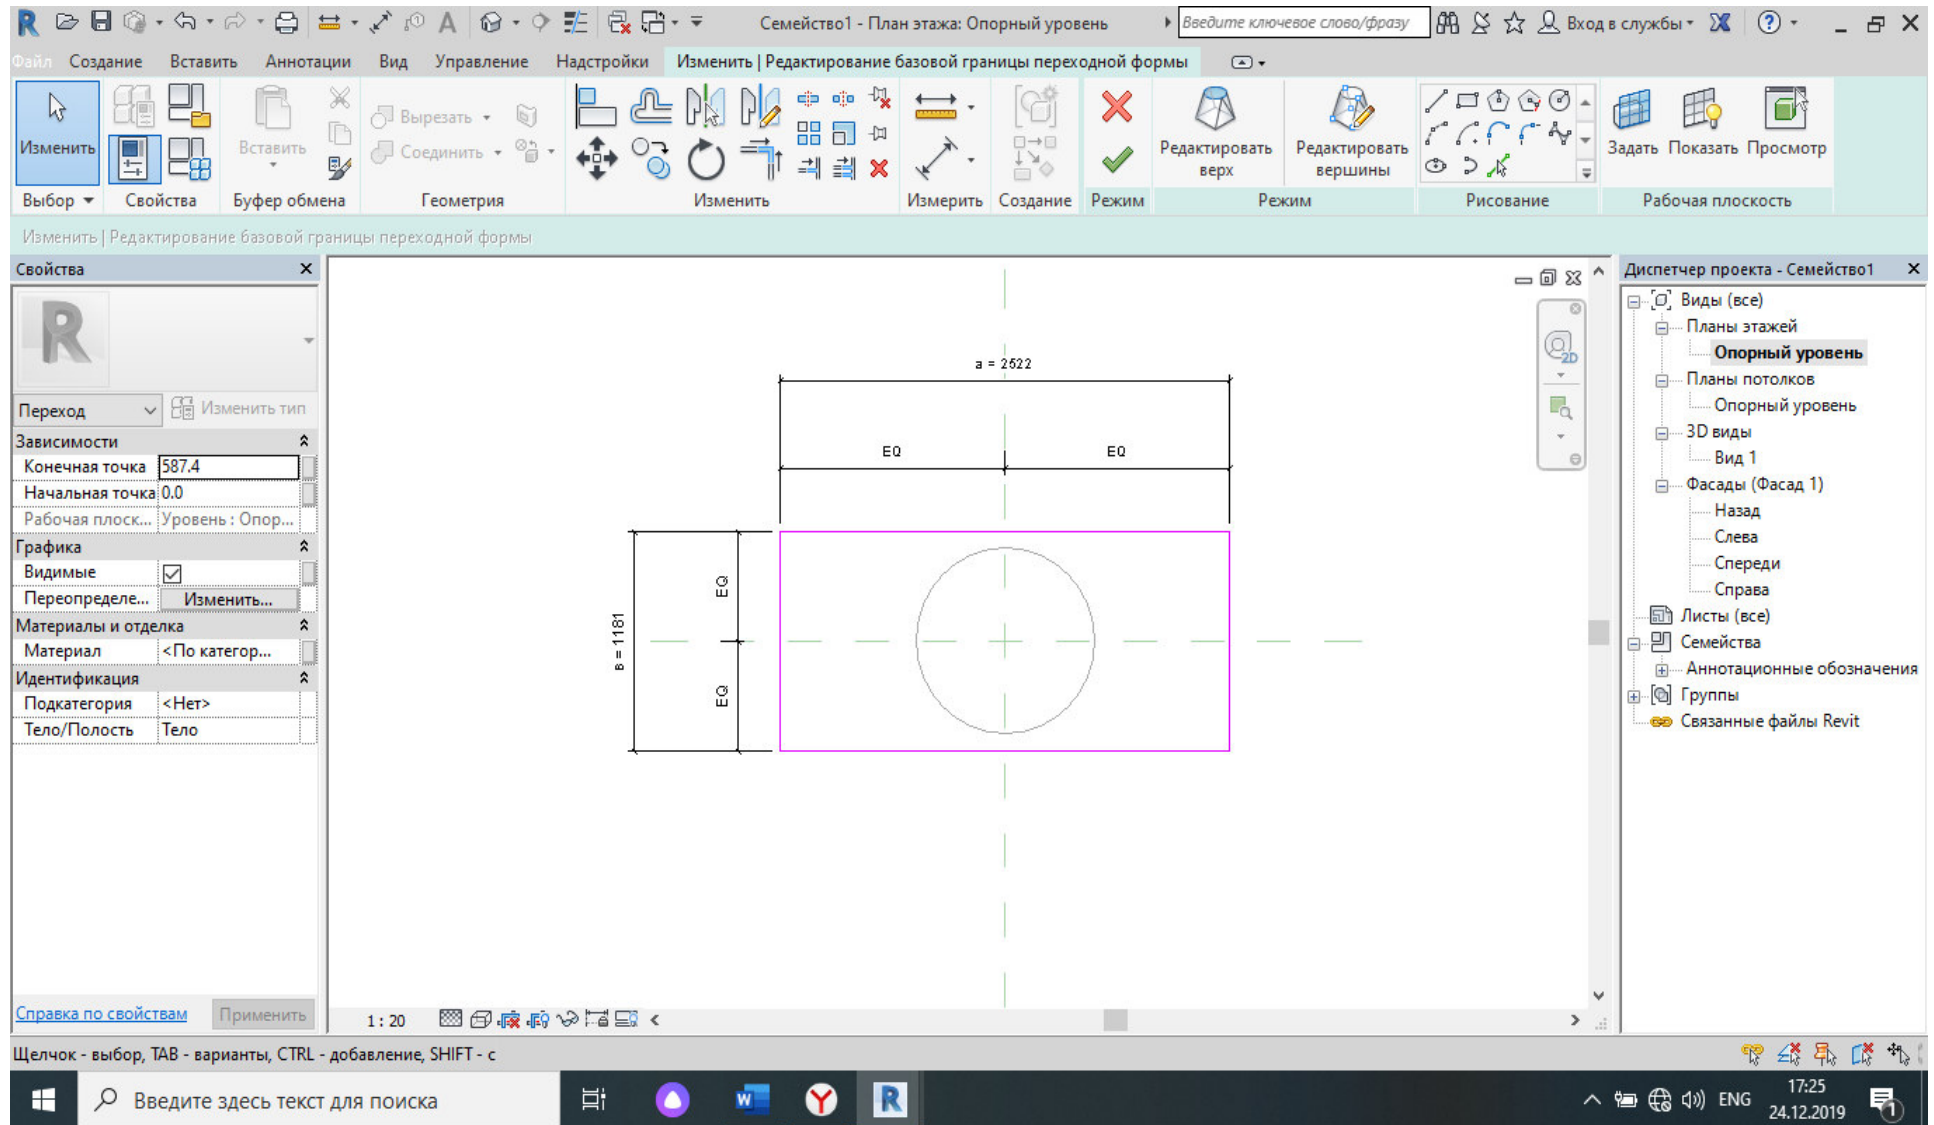 Семейство1 - План этажа: Опорный уровень
Введите ключевое слово/фразу
Вход в службы
Файл Создание Вставить Аннотации Вид Управление Надстройки Изменить | Редактирование базовой границы переходной формы
Изменить
Вставить
Вырезать
Соединить
Редактировать верх
Редактировать вершины
Задать Показать Просмотр
Выбор Свойства Буфер обмена Геометрия Изменить Измерить Создание Режим Режим Рисование Рабочая плоскость
Изменить | Редактирование базовой границы переходной формы
Свойства
R
Переход
Изменить тип
Зависимости
Конечная точка 587.4
Начальная точка 0.0
Рабочая плоск... Уровень : Опор...
Графика
Видимые
Переопределе... Изменить...
Материалы и отделка
Материал <По категор...
Идентификация
Подкатегория <Нет>
Тело/Полость Тело
Справка по свойствам
Применить
a = 2522
EQ EQ
в = 1181
EQ
EQ
2D
1 : 20
Диспетчер проекта - Семейство1
Виды (все)
Планы этажей
Опорный уровень
Планы потолков
Опорный уровень
3D виды
Вид 1
Фасады (Фасад 1)
Назад
Слева
Спереди
Справа
Листы (все)
Семейства
Аннотационные обозначения
Группы
Связанные файлы Revit
Щелчок - выбор, TAB - варианты, CTRL - добавление, SHIFT - с
Введите здесь текст для поиска
ENG
17:25
24.12.2019
1